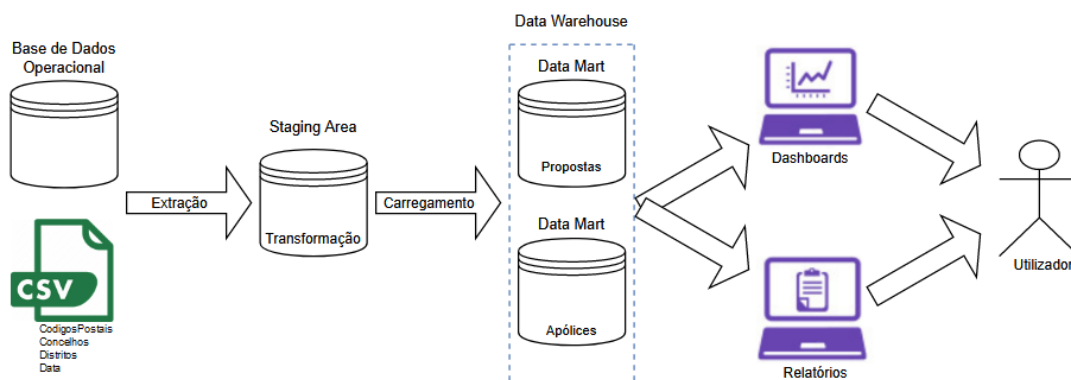 Base de Dados
Operacional
CSV
CodigosPostais
Concelhos
Distritos
Data
Extração
Staging Area
Transformação
Carregamento
Data Warehouse
Data Mart
Propostas
Data Mart
Apólices
Dashboards
Relatórios
Utilizador